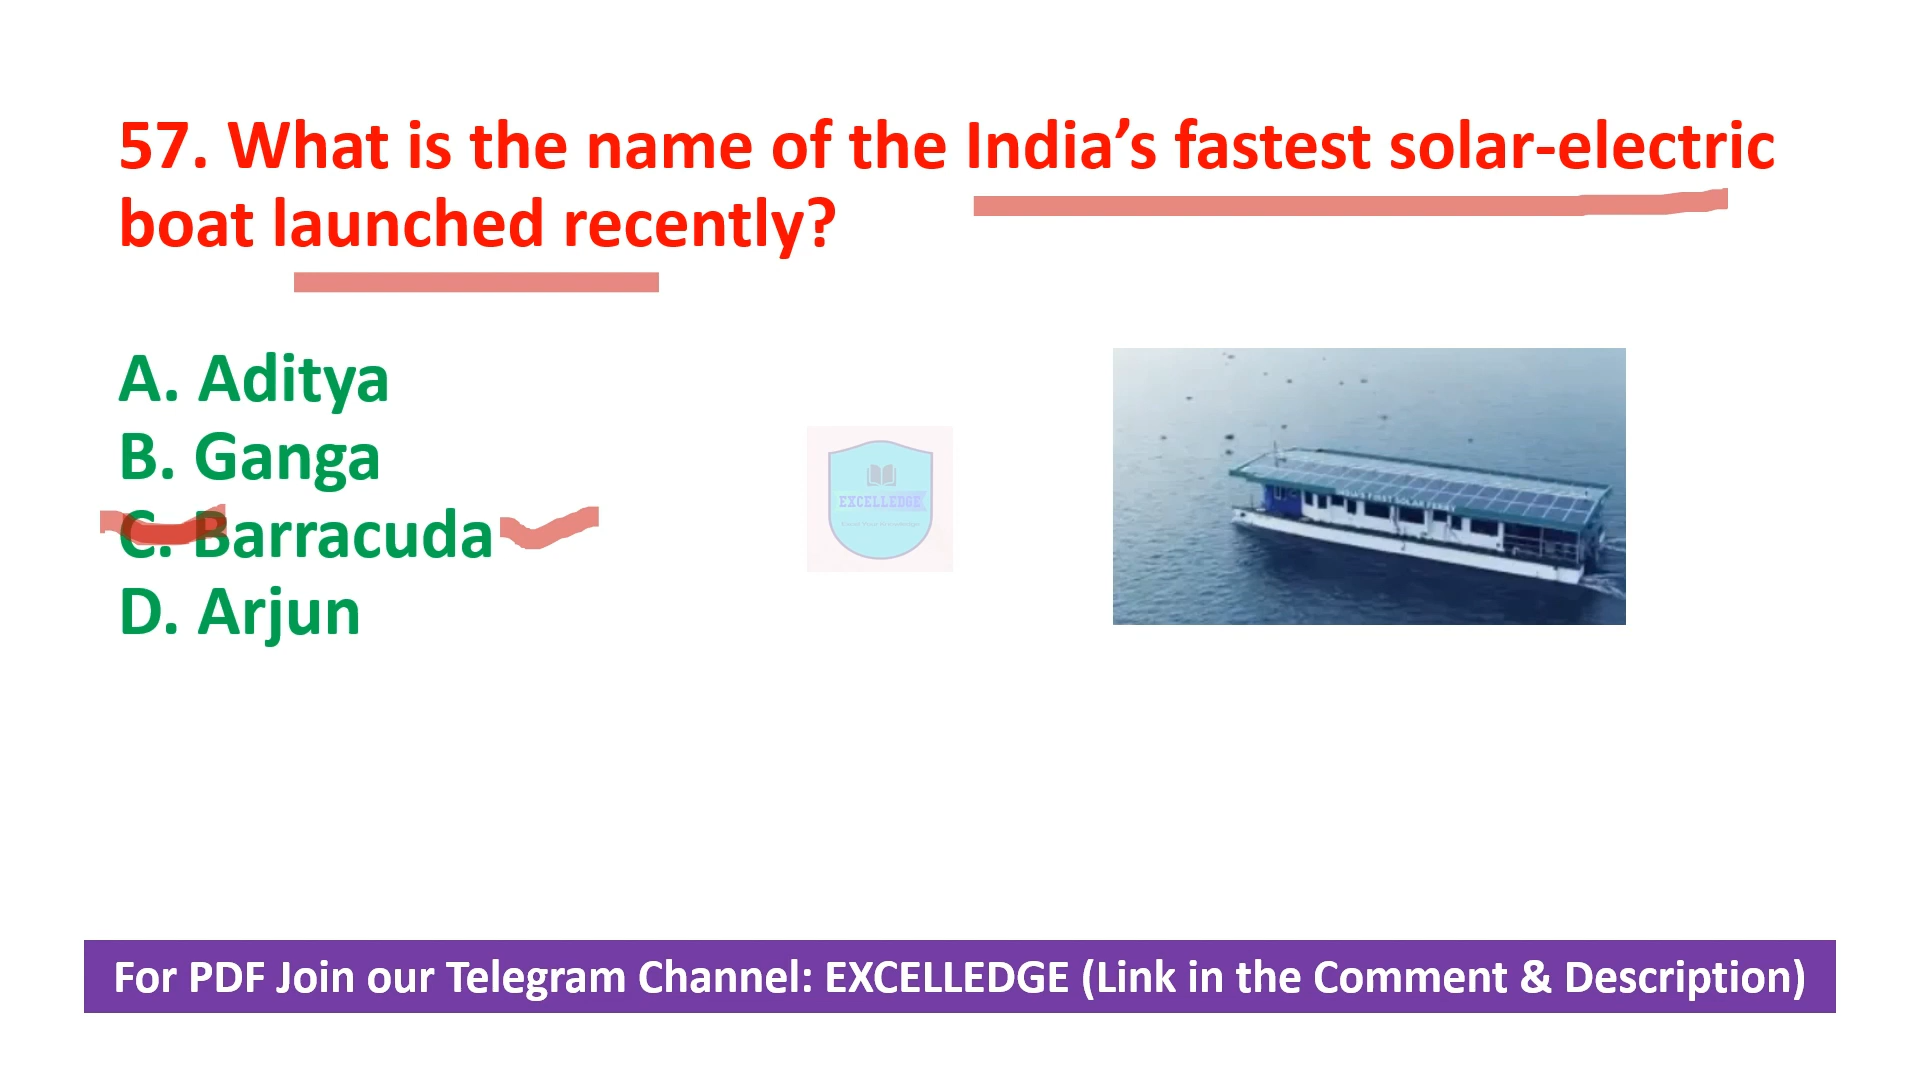 57. What is the name of the India’s fastest solar-electric
boat launched recently?
A. Aditya
B. Ganga
C. Barracuda
D. Arjun
EXCELLEDGE
For PDF Join our Telegram Channel: EXCELLEDGE (Link in the Comment & Description)